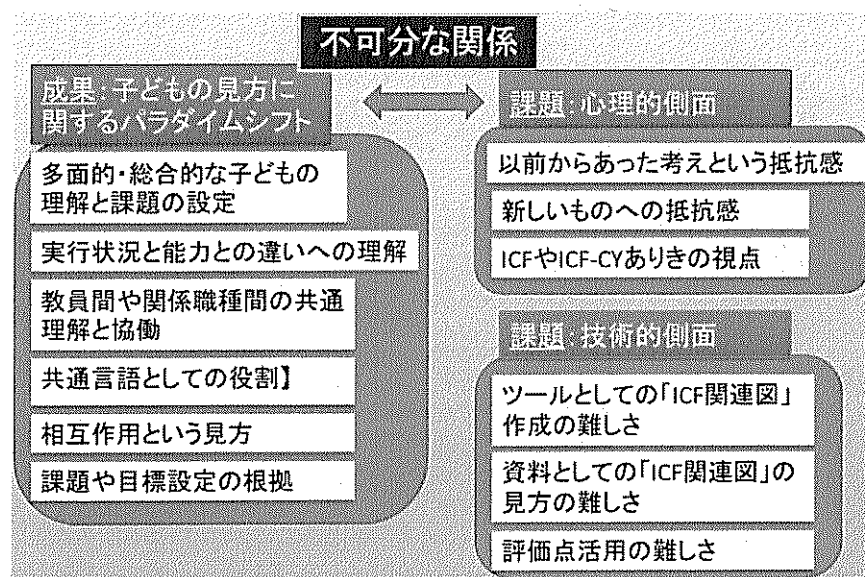 不可分な関係
成果:子どもの見方に
関するパラダイムシフト
多面的・総合的な子どもの
理解と課題の設定
実行状況と能力との違いへの理解
教員間や関係職種間の共通
理解と協働
共通言語としての役割】
相互作用という見方
課題や目標設定の根拠
課題:心理的側面
以前からあった考えという抵抗感
新しいものへの抵抗感
ICFやICF-CYありきの視点
課題:技術的側面
ツールとしての「ICF関連図」
作成の難しさ
資料としての「ICF関連図」の
見方の難しさ
評価点活用の難しさ